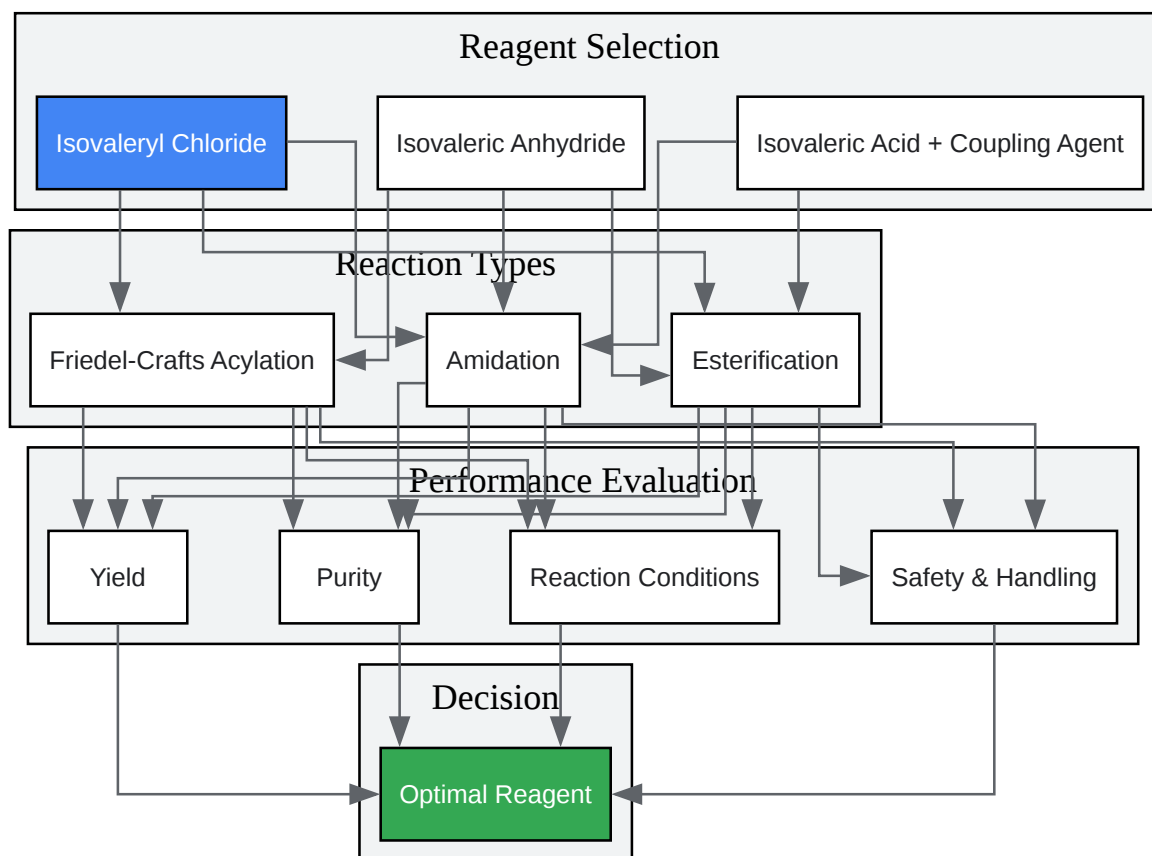 Reagent Selection
Isovaleryl Chloride
Isovaleric Anhydride
Isovaleric Acid + Coupling Agent
Reaction Types
Friedel-Crafts Acylation
Amidation
Esterification
Performance Evaluation
Yield
Purity
Reaction Conditions
Safety & Handling
Decision
Optimal Reagent